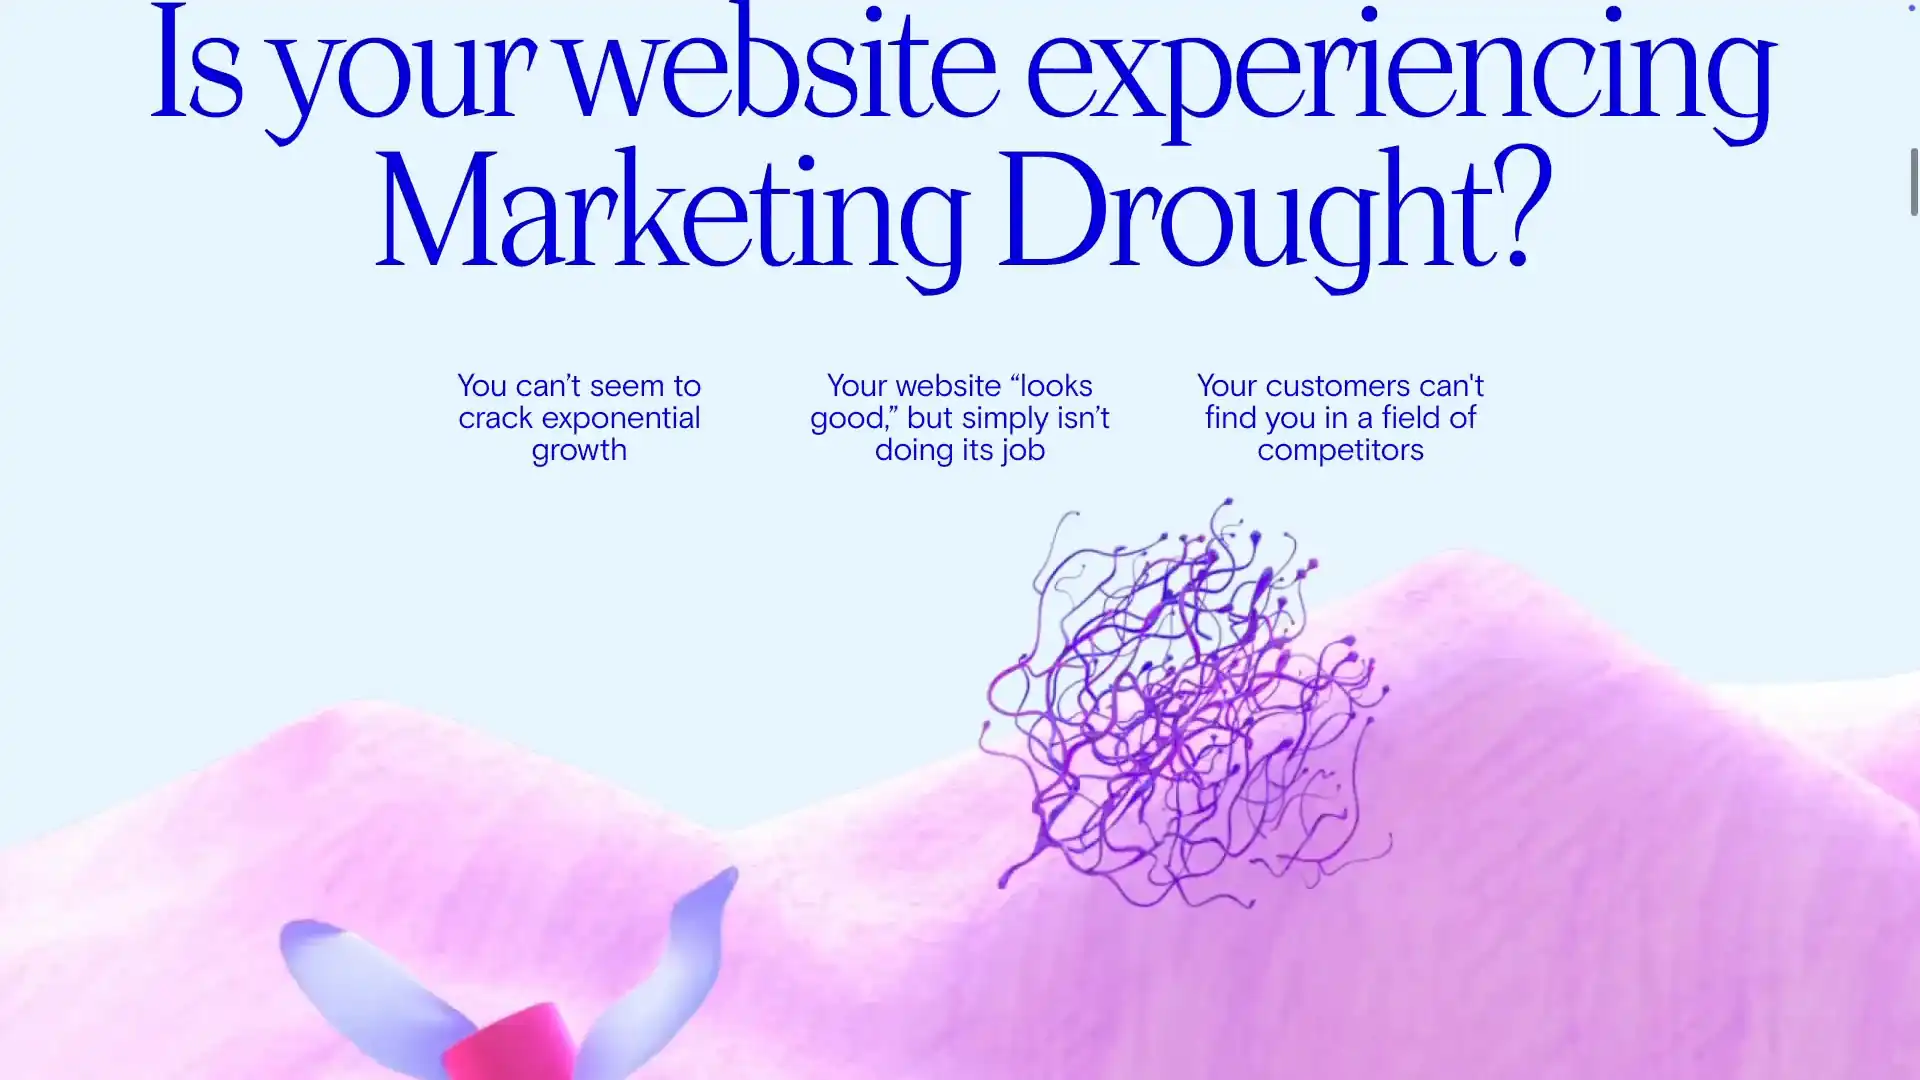 Is your website experiencing
Marketing Drought?
You can’t seem to
crack exponential
growth
Your website “looks
good,” but simply isn’t
doing its job
Your customers can't
find you in a field of
competitors